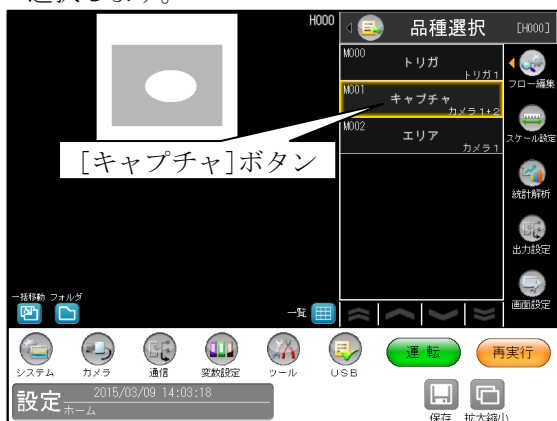 選択します。
H000
品種選択
[H000]
M000
トリガ
トリガ1
M001
キャプチャ
カメラ1+2
M002
エリア
カメラ1
[キャプチャ]ボタン
フロー編集
スケール設定
統計解析
出力設定
画面設定
一括移動 フォルダ
一覧
システム カメラ 通信 変数設定 ツール USB
運転 再実行
設定 2015/03/09 14:03:18
ホーム
保存 拡大縮小